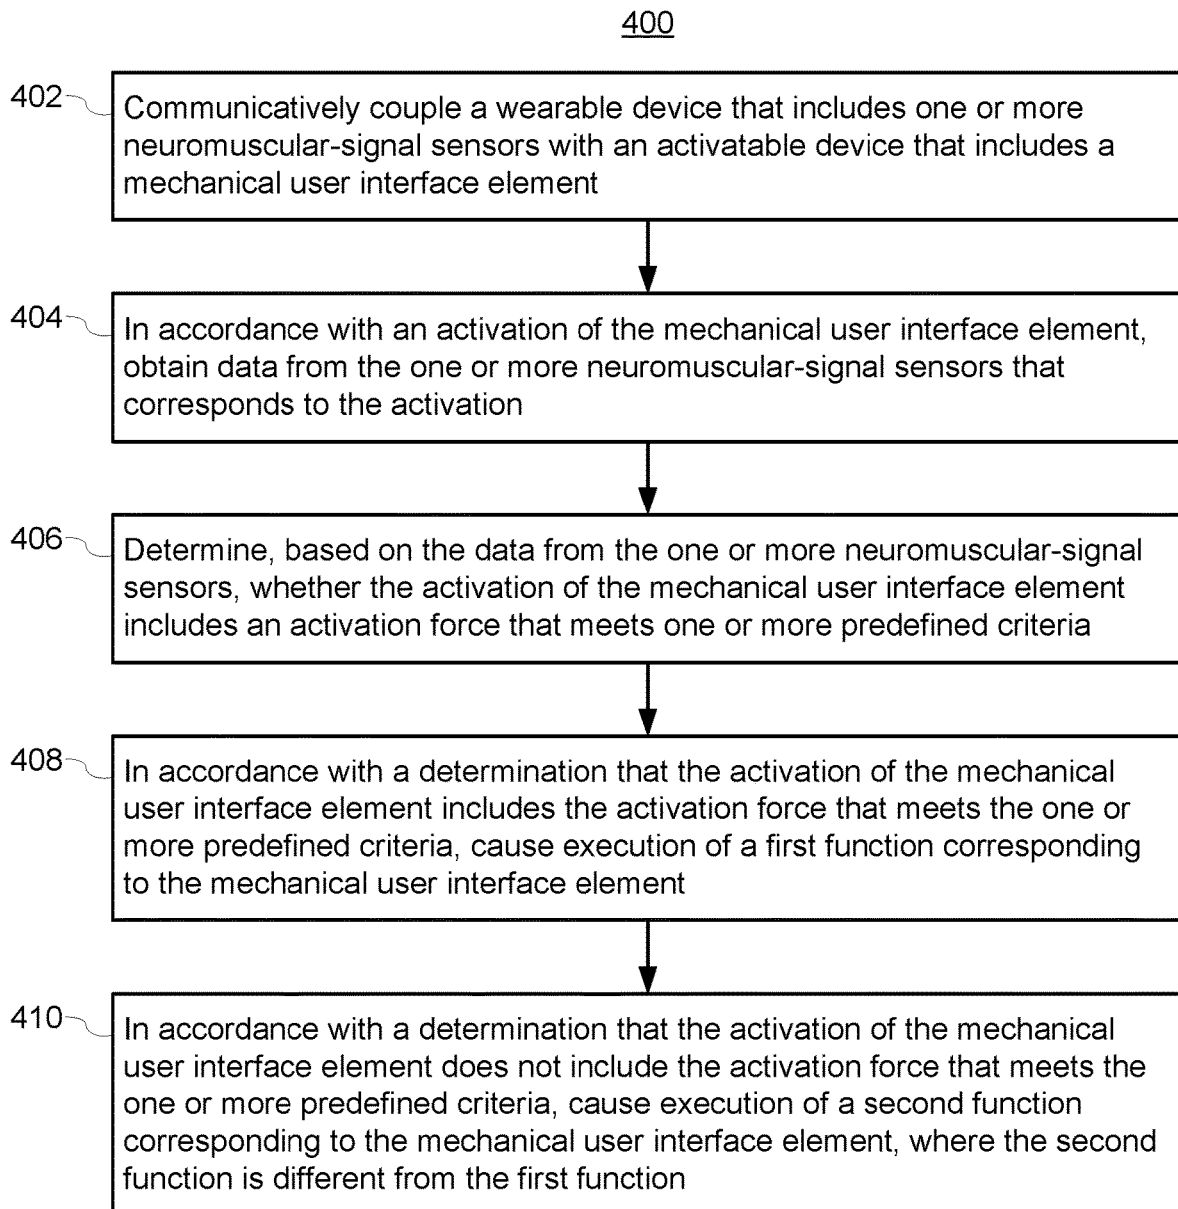 400
402
Communicatively couple a wearable device that includes one or more
neuromuscular-signal sensors with an activatable device that includes a
mechanical user interface element
404
In accordance with an activation of the mechanical user interface element,
obtain data from the one or more neuromuscular-signal sensors that
corresponds to the activation
406
Determine, based on the data from the one or more neuromuscular-signal
sensors, whether the activation of the mechanical user interface element
includes an activation force that meets one or more predefined criteria
408
In accordance with a determination that the activation of the mechanical
user interface element includes the activation force that meets the one or
more predefined criteria, cause execution of a first function corresponding
to the mechanical user interface element
410
In accordance with a determination that the activation of the mechanical
user interface element does not include the activation force that meets the
one or more predefined criteria, cause execution of a second function
corresponding to the mechanical user interface element, where the second
function is different from the first function